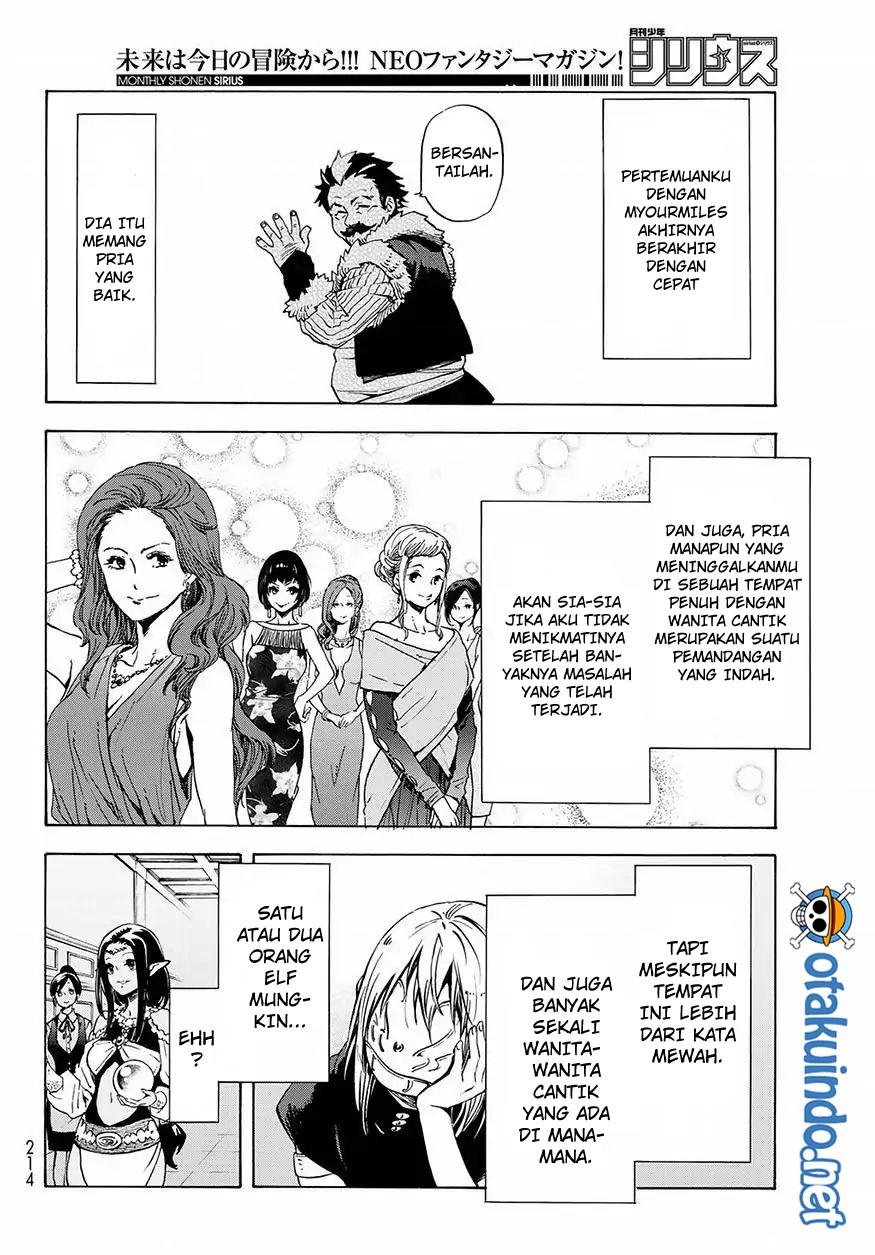 未来は今日の冒険から!!! NEOファンタジーマガジン!
月刊少年
シリウス
MONTHLY SHONEN SIRIUS
PERTEMUANKU
DENGAN
MYOURMILES
AKHIRNYA
BERAKHIR
DENGAN
CEPAT
BERSAN-
TAILAH.
DIA ITU
MEMANG
PRIA
YANG
BAIK.
DAN JUGA, PRIA
MANAPUN YANG
MENINGGALKANMU
DI SEBUAH TEMPAT
PENUH DENGAN
WANITA CANTIK
MERUPAKAN SUATU
PEMANDANGAN
YANG INDAH.
AKAN SIA-SIA
JIKA AKU TIDAK
MENIKMATINYA
SETELAH BAN-
YAKNYA MASALAH
YANG TELAH
TERJADI.
TAPI
MESKIPUN
TEMPAT
INI LEBIH
DARI KATA
MEWAH.
DAN JUGA
BANYAK
SEKALI
WANITA-
WANITA
CANTIK
YANG ADA
DI MANA-
MANA.
SATU
ATAU DUA
ORANG
ELF
MUNG-
KIN...
EHH
?
214
otakuindo.net